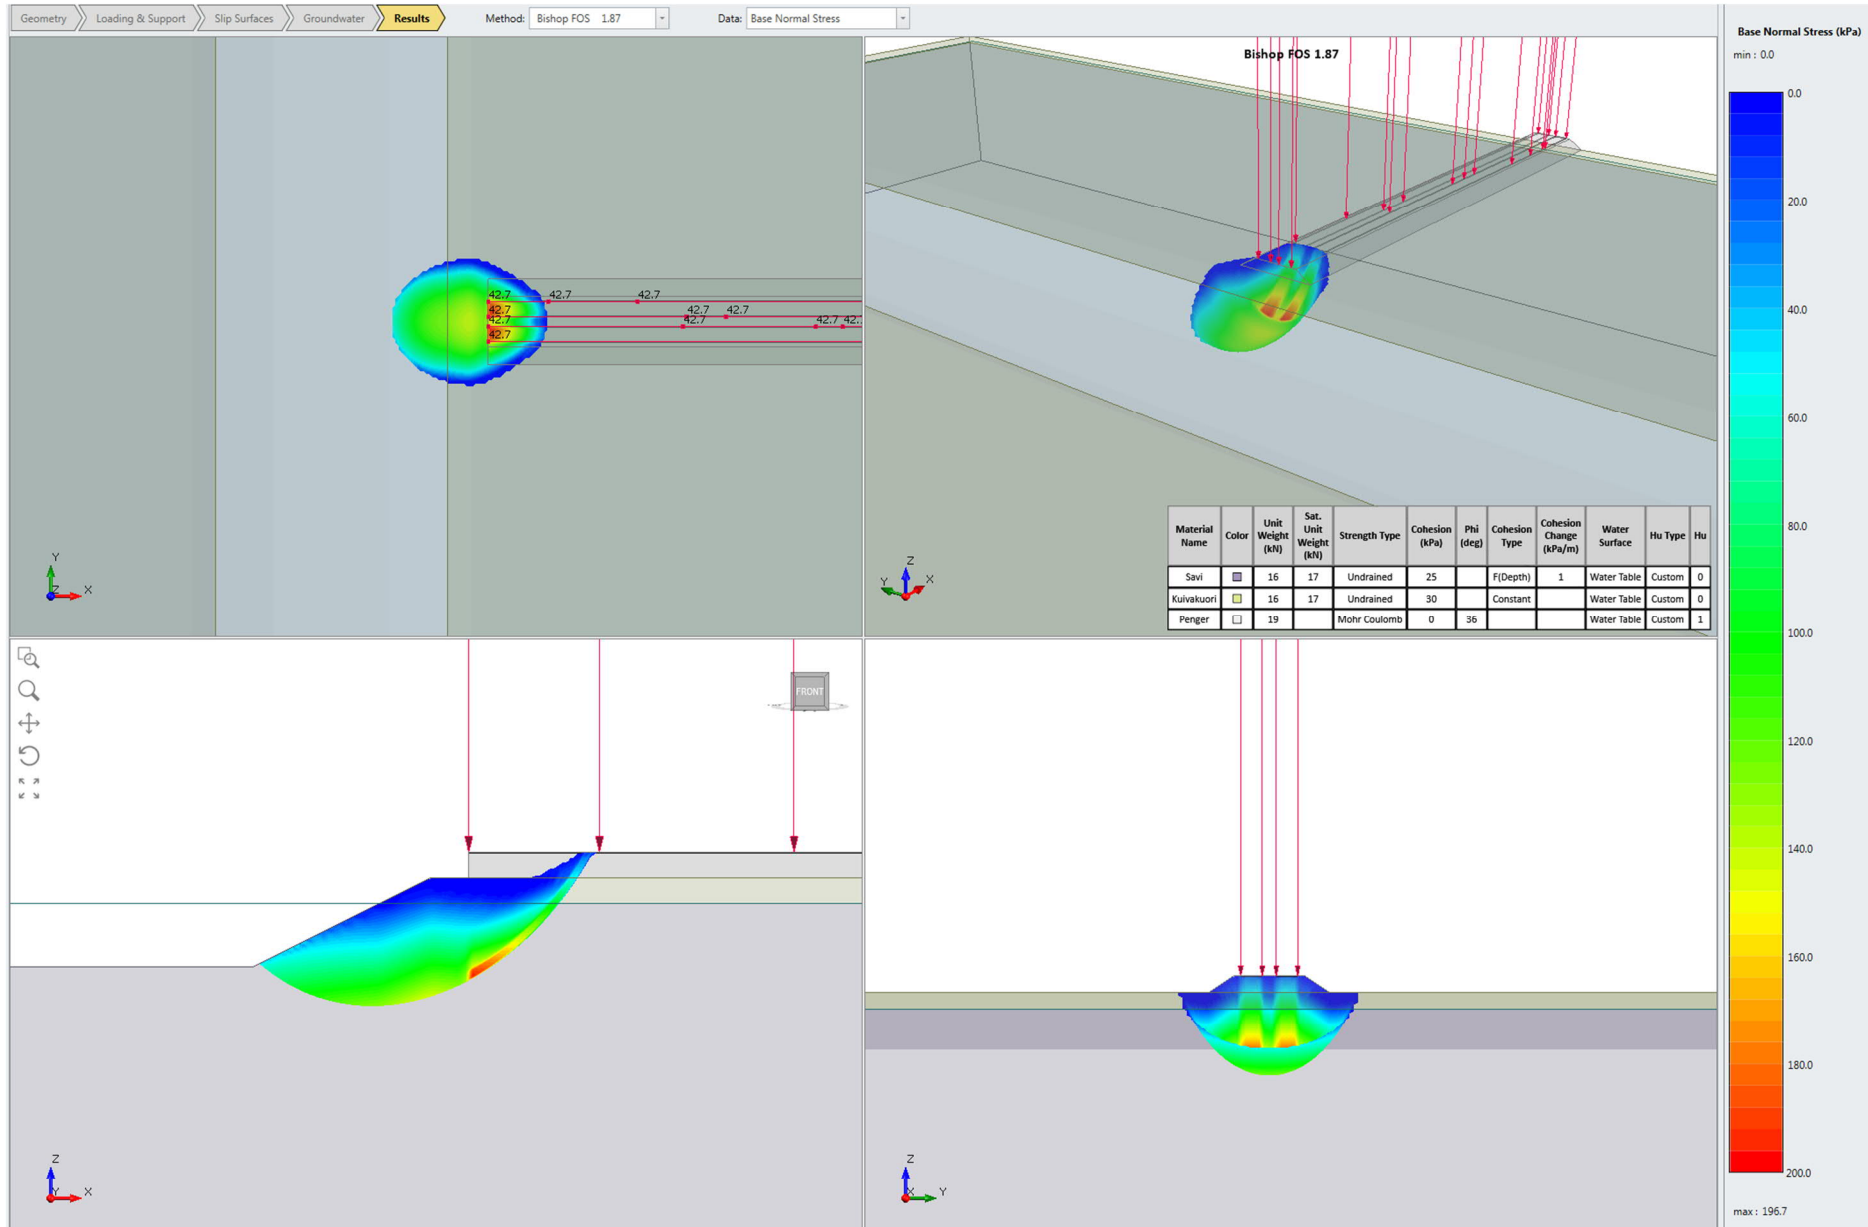 Geometry Loading & Support Slip Surfaces Groundwater Results Method: Bishop FOS 1.87 Data: Base Normal Stress
Base Normal Stress (kPa)
min : 0.0
0.0
20.0
40.0
60.0
80.0
100.0
120.0
140.0
160.0
180.0
200.0
max : 196.7
42.7 42.7 42.7
42.7 42.7 42.7
42.7 42.7 42.7 42.
42.7
Y
Z X
Bishop FOS 1.87
Material Name Color Unit Weight (kN) Sat. Unit Weight (kN) Strength Type Cohesion (kPa) Phi (deg) Cohesion Type Cohesion Change (kPa/m) Water Surface Hu Type Hu
Savi 16 17 Undrained 25 F(Depth) 1 Water Table Custom 0
Kuivakuori 16 17 Undrained 30 Constant Water Table Custom 0
Penger 19 Mohr Coulomb 0 36 Water Table Custom 1
Z
Y X
FRONT
Z
Y X
Z
X Y